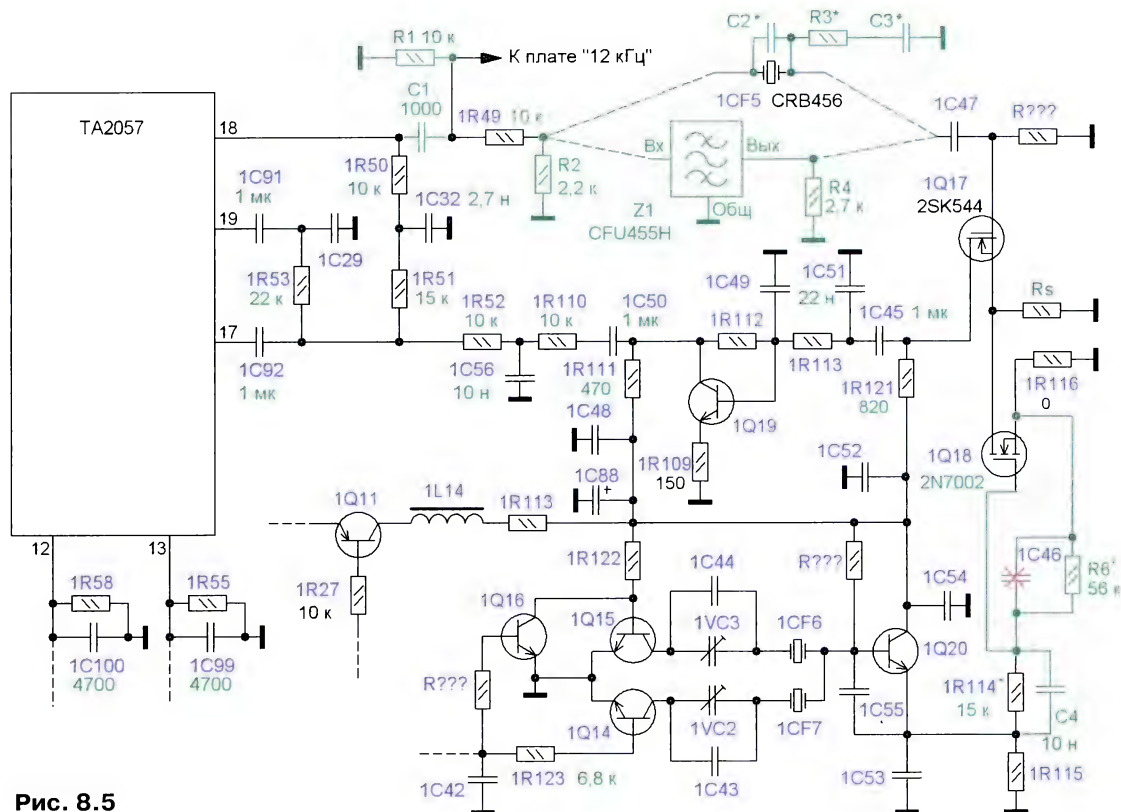 C2* R3* C3*
R1 10 к
К плате "12 кГц"
C1
1000
1CF5 CRB456
1C47 R???
TA2057
18
1R49 10 к
Вх Вых
1C91
1 мк
1R50
10 к
1C32 2,7 н
R2
2,2 к
R4
2,7 к
1Q17
2SK544
19
Общ
Z1
CFU455H
1C29
1R53
22 к
1R51
15 к
1C49
1C51
22 н
Rs
1R52
10 к
1R110
10 к
1C50
1 мк
1R112
1C45 1 мк
17
1C92
1 мк
1C56
10 н
1R111
470
1R113
1R121
820
1R116
0
1C48
1Q19
1C52
1Q18
2N7002
1C88
+
1R109
150
1Q11
1L14
1R113
12
13
1R58
1R55
1R27
10 к
1R122
1C44
R???
1C46
R6*
56 к
1C54
1Q16
1Q15
1VC3
1CF6
1C100
4700
1C99
4700
1Q20
R???
1Q14
1VC2
1CF7
1C55
1R114*
15 к
C4
10 н
1C42
1R123 6,8 к
1C43
1C53
1R115
Рис. 8.5